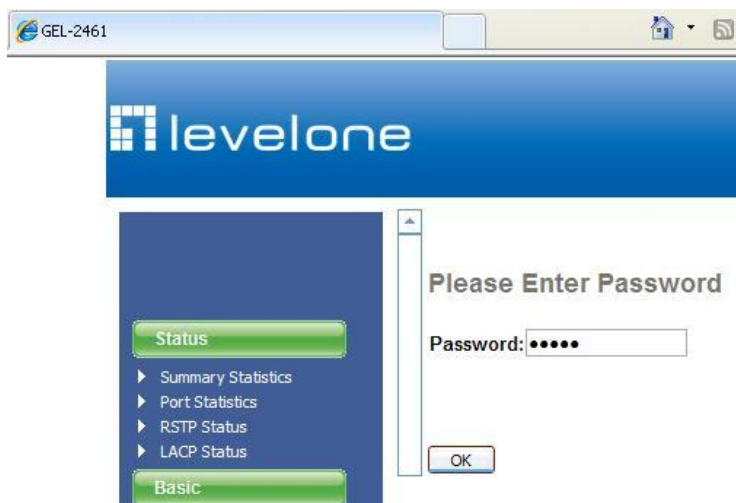 GEL-2461
levelone
Please Enter Password
Password: •••••
Status
Summary Statistics
Port Statistics
RSTP Status
LACP Status
OK
Basic